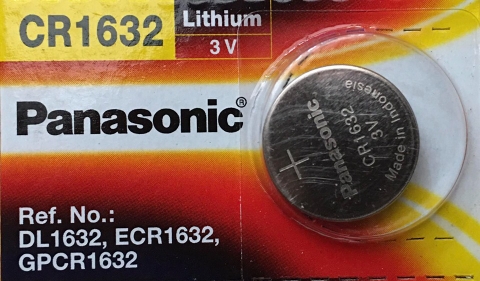 CR1632
Lithium
3 V
Panasonic®
Ref. No.:
DL1632, ECR1632,
GPCR1632
+
Panasonic
CR1632
3V
Made in Indonesia